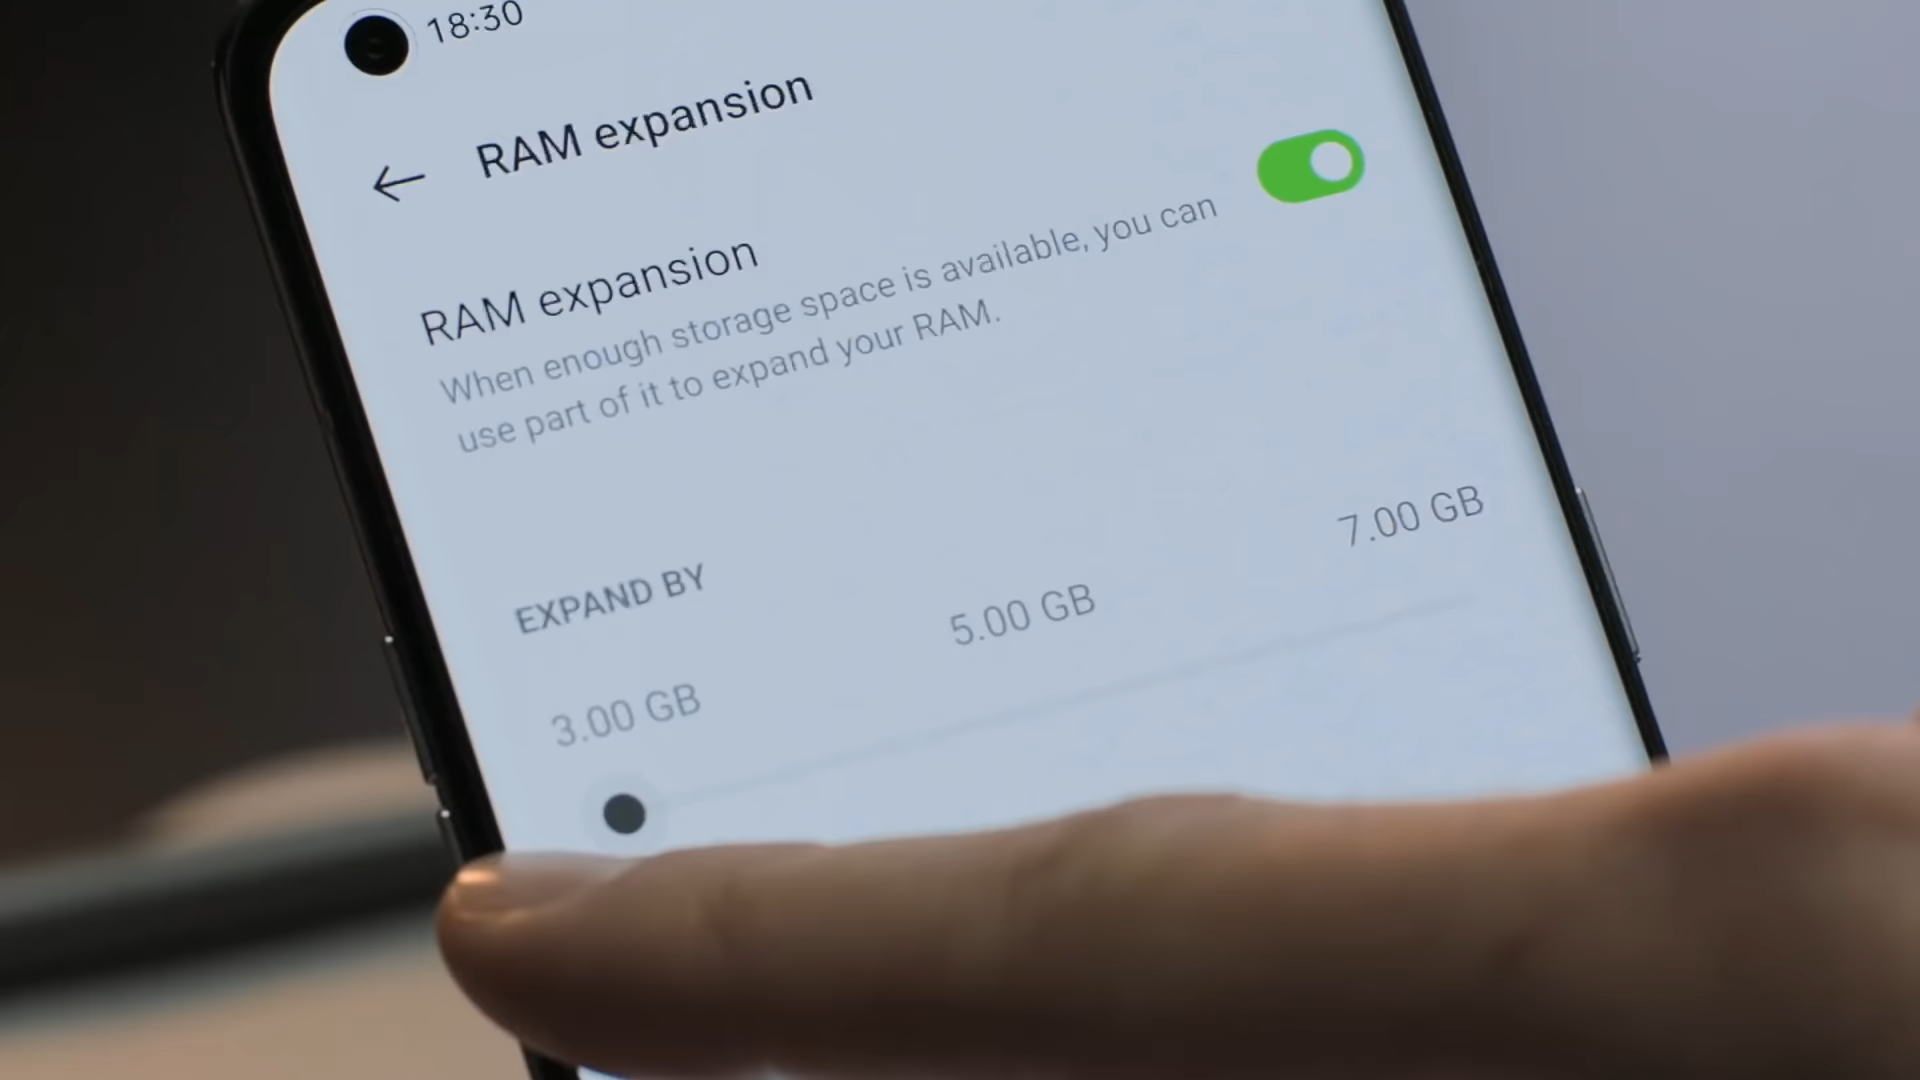 18:30
RAM expansion
RAM expansion
When enough storage space is available, you can
use part of it to expand your RAM.
EXPAND BY
3.00 GB
5.00 GB
7.00 GB